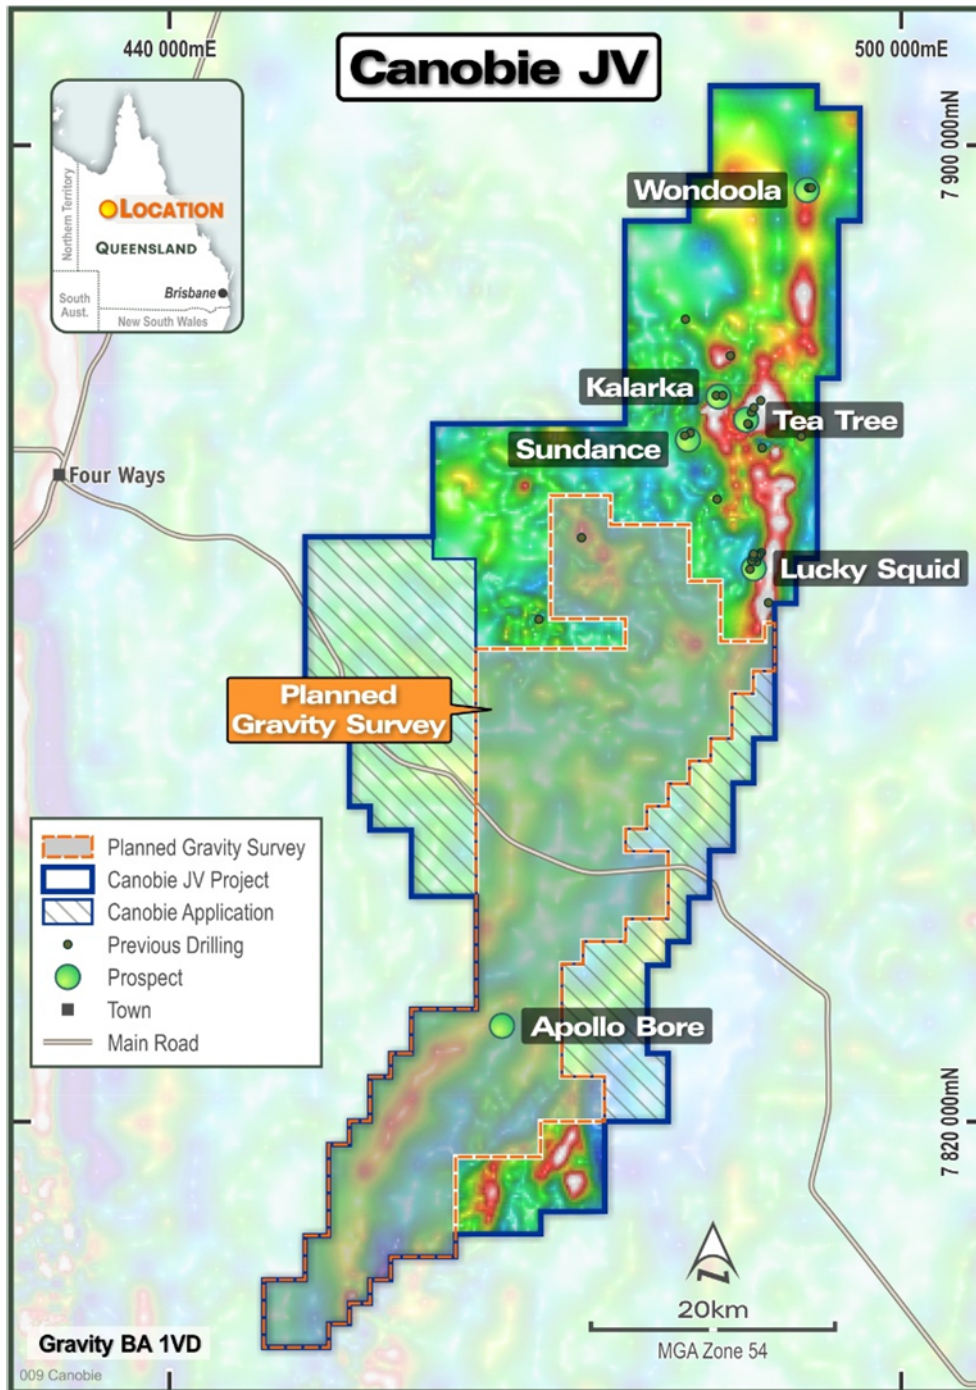 440 000mE
500 000mE
Canobie JV
7 900 000mN
LOCATION
QUEENSLAND
Northern Territory
Brisbane
South
Aust.
New South Wales
Wondoola
Kalarka
Tea Tree
Sundance
Four Ways
Lucky Squid
Planned
Gravity Survey
Planned Gravity Survey
Canobie JV Project
Canobie Application
Previous Drilling
Prospect
Town
Main Road
Apollo Bore
7 820 000mN
N
20km
MGA Zone 54
Gravity BA 1VD
009 Canobie